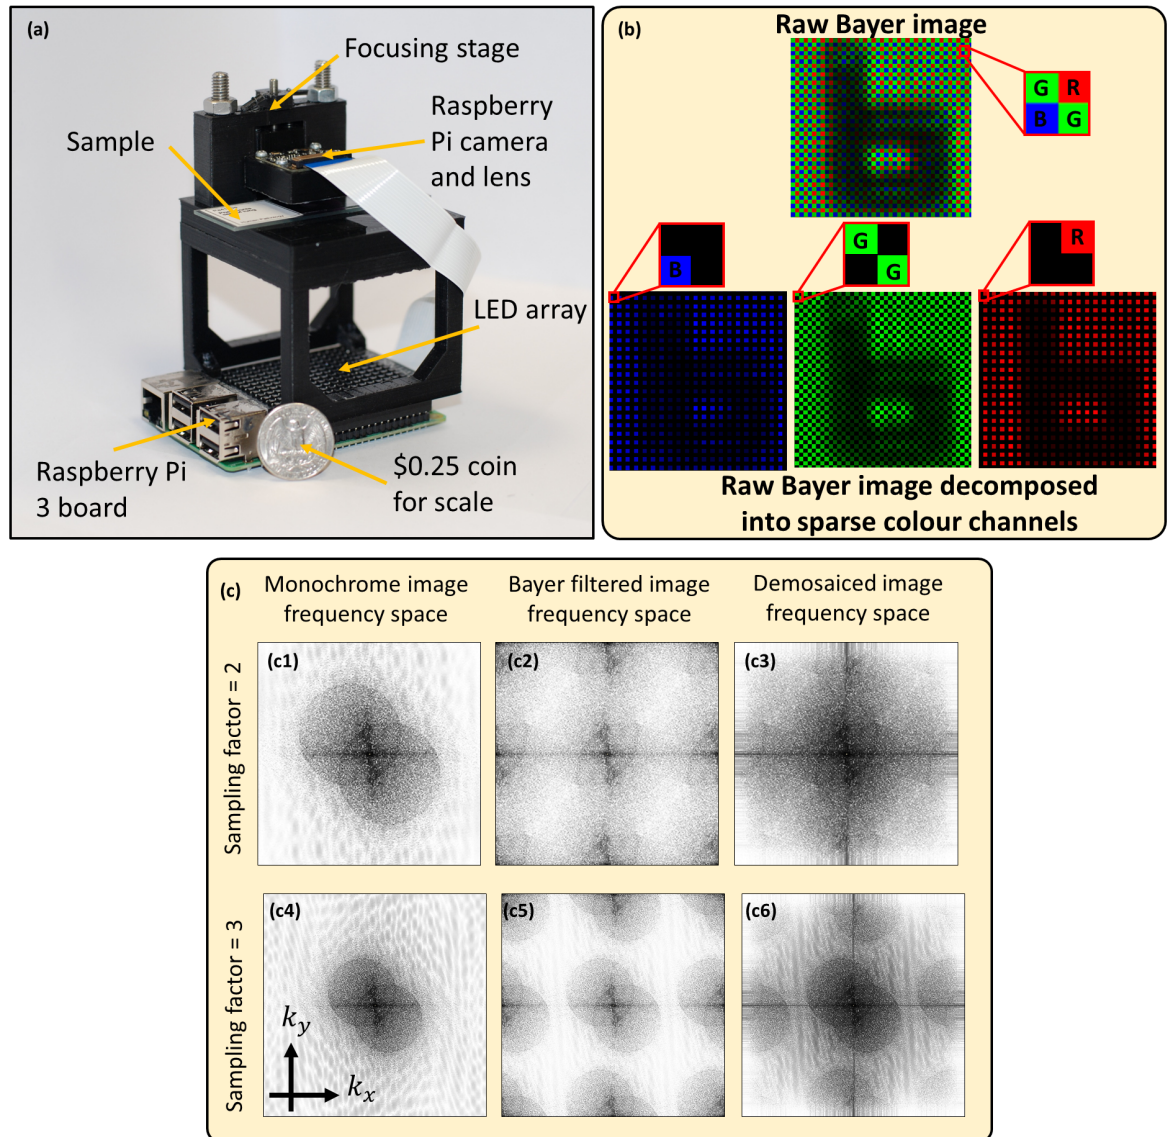 (a)
Focusing stage
Raspberry
Pi camera
and lens
Sample
LED array
Raspberry Pi
3 board
$0.25 coin
for scale
(b)
Raw Bayer image
G R
B G
B
G
G
R
Raw Bayer image decomposed
into sparse colour channels
(c)
Monochrome image
frequency space
Bayer filtered image
frequency space
Demosaiced image
frequency space
Sampling factor = 2
(c1)
(c2)
(c3)
Sampling factor = 3
(c4)
(c5)
(c6)
k_y
k_x